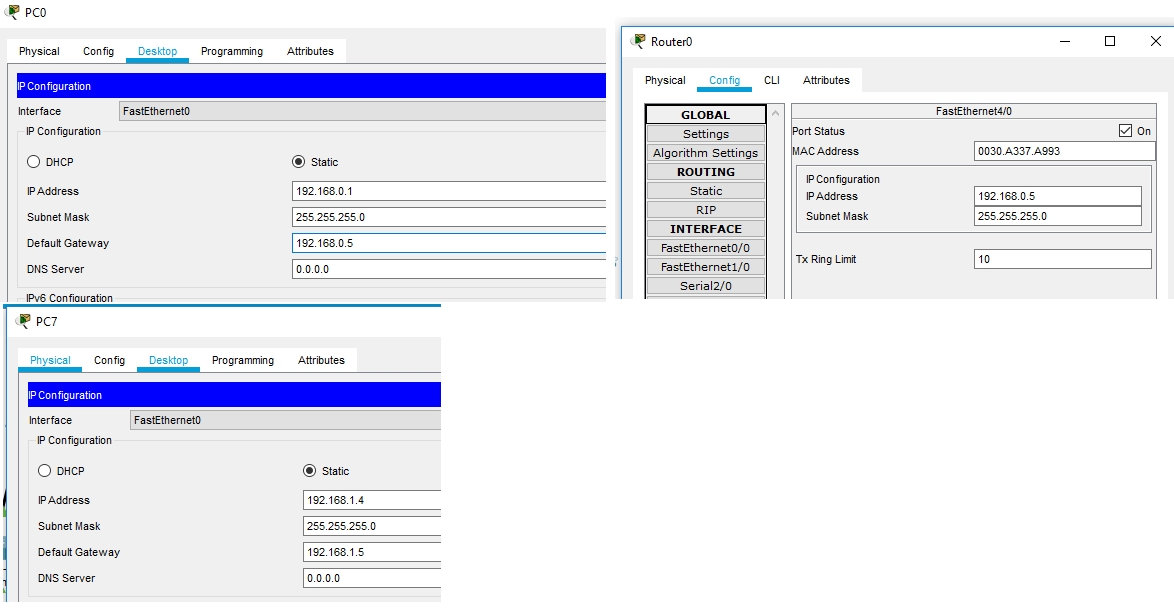 PC0
Physical Config Desktop Programming Attributes
IP Configuration
Interface FastEthernet0
IP Configuration
DHCP Static
IP Address 192.168.0.1
Subnet Mask 255.255.255.0
Default Gateway 192.168.0.5
DNS Server 0.0.0.0
IPv6 Configuration
Router0
Physical Config CLI Attributes
GLOBAL
Settings
Algorithm Settings
ROUTING
Static
RIP
INTERFACE
FastEthernet0/0
FastEthernet1/0
Serial2/0
FastEthernet4/0
Port Status On
MAC Address 0030.A337.A993
IP Configuration
IP Address 192.168.0.5
Subnet Mask 255.255.255.0
Tx Ring Limit 10
PC7
Physical Config Desktop Programming Attributes
IP Configuration
Interface FastEthernet0
IP Configuration
DHCP Static
IP Address 192.168.1.4
Subnet Mask 255.255.255.0
Default Gateway 192.168.1.5
DNS Server 0.0.0.0